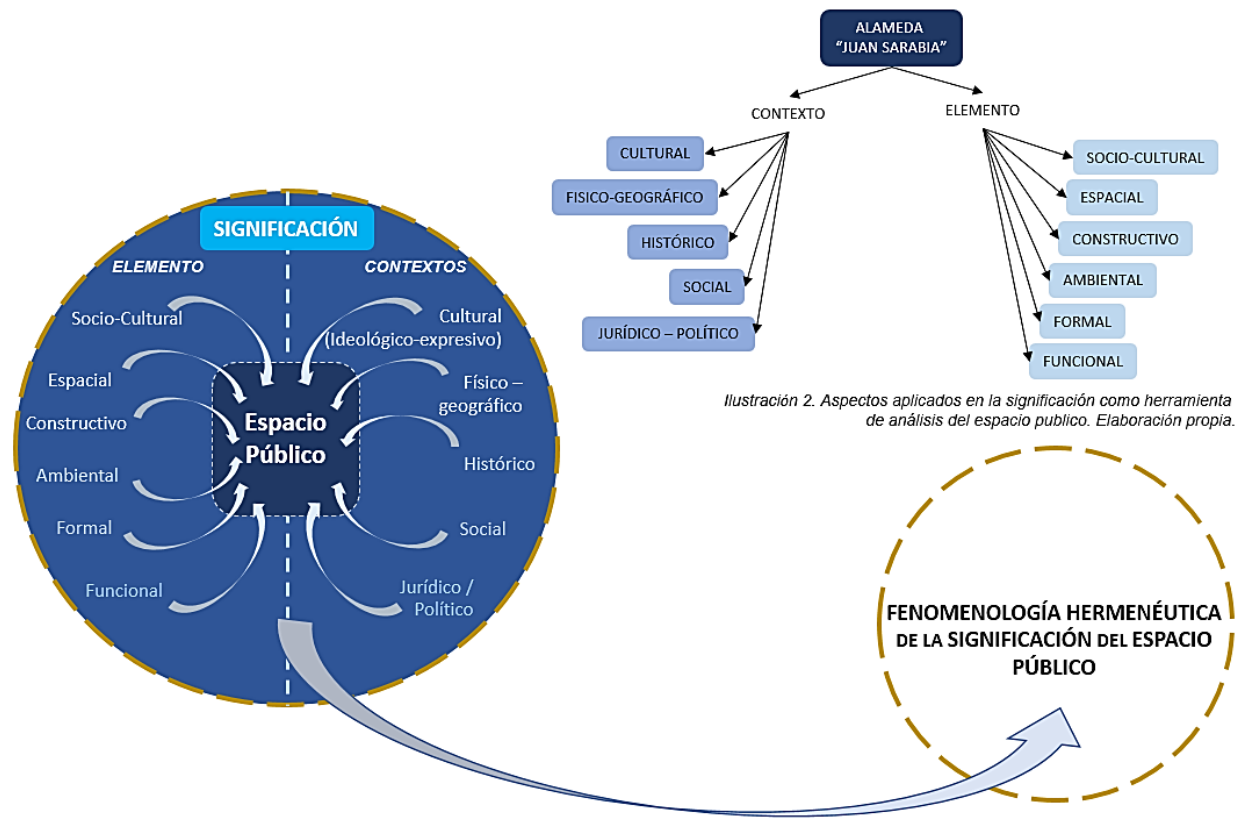 ALAMEDA
"JUAN SARABIA"
CONTEXTO
ELEMENTO
CULTURAL
FISICO-GEOGRÁFICO
HISTÓRICO
SOCIAL
JURÍDICO – POLÍTICO
SOCIO-CULTURAL
ESPACIAL
CONSTRUCTIVO
AMBIENTAL
FORMAL
FUNCIONAL
Ilustración 2. Aspectos aplicados en la significación como herramienta
de análisis del espacio publico. Elaboración propia.
SIGNIFICACIÓN
ELEMENTO
Socio-Cultural
Espacial
Constructivo
Ambiental
Formal
Funcional
CONTEXTOS
Cultural
(Ideológico-expresivo)
Físico –
geográfico
Histórico
Social
Jurídico /
Político
Espacio
Público
FENOMENOLOGÍA HERMENÉUTICA
DE LA SIGNIFICACIÓN DEL ESPACIO
PÚBLICO